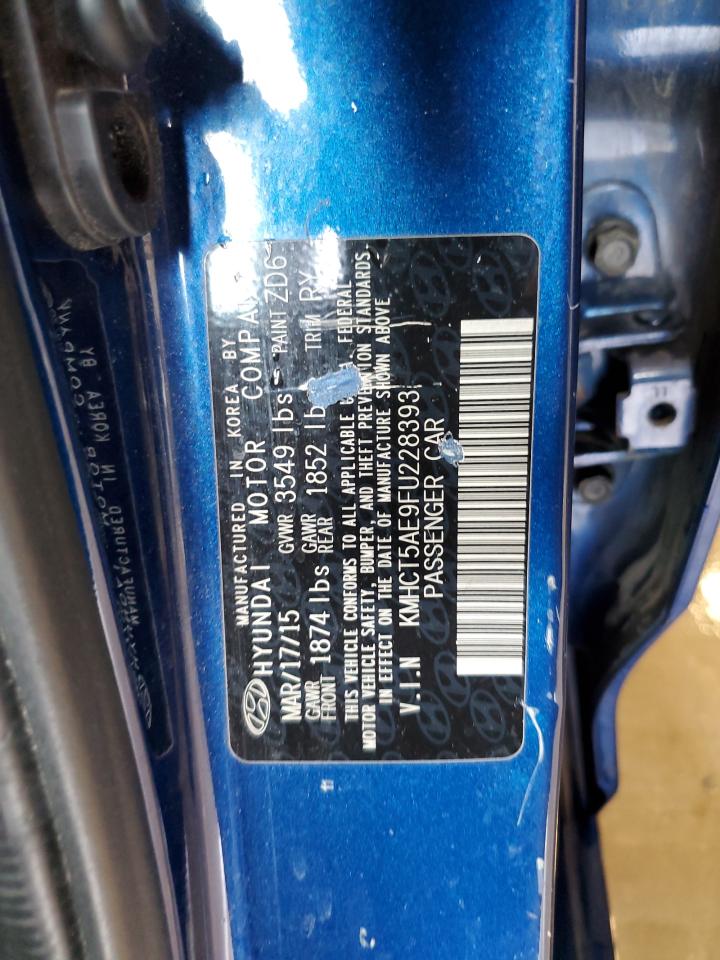 MANUFACTURED IN KOREA BY
HYUNDAI MOTOR
MAR/17/15 GVWR 3549 lbs PAINT ZD6
GAWR FRONT 1874 lbs GAWR REAR 1852 TRIM RY
THIS VEHICLE CONFORMS TO ALL APPLICABLE FEDERAL
MOTOR VEHICLE SAFETY, BUMPER, AND THEFT PREVENTION STANDARDS
IN EFFECT ON THE DATE OF MANUFACTURE SHOWN ABOVE
V.I.N KMHCT5AE9FU228393
PASSENGER CAR